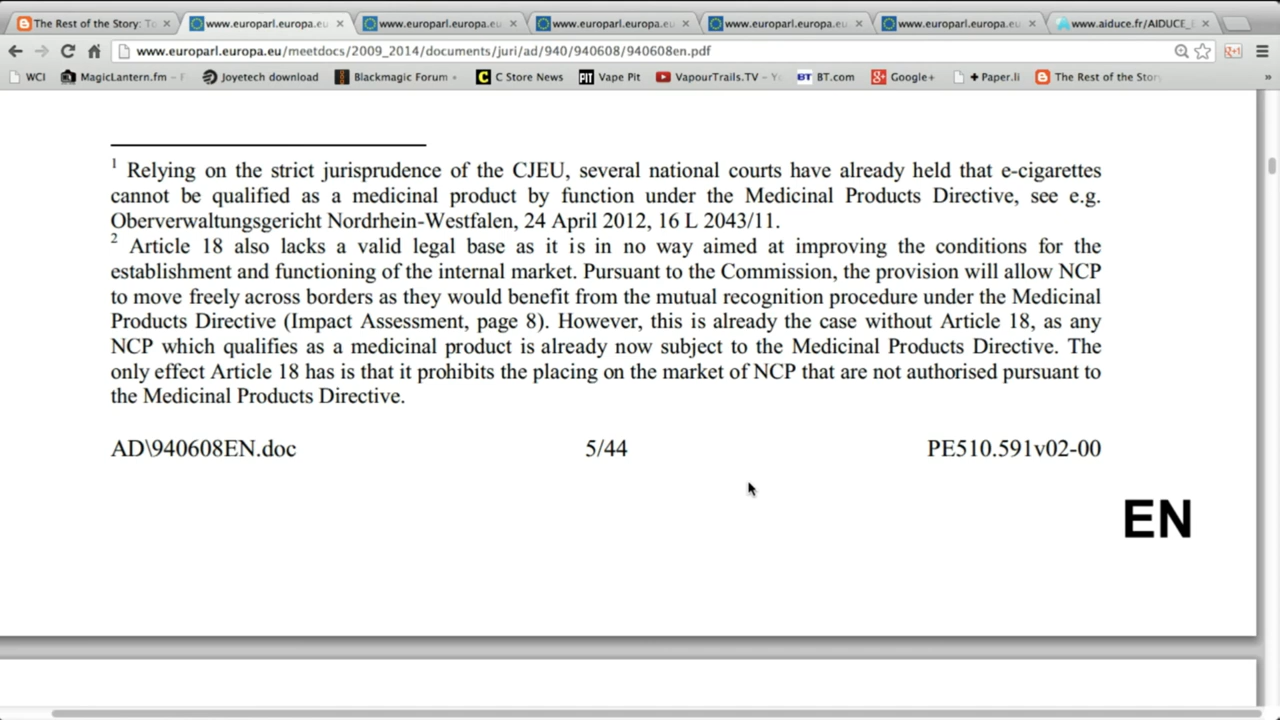 The Rest of the Story: To
www.europarl.europa.eu
www.europarl.europa.eu
www.europarl.europa.eu
www.europarl.europa.eu
www.europarl.europa.eu
www.aiduce.fr/AIDUCE_
www.europarl.europa.eu/meetdocs/2009_2014/documents/juri/ad/940/940608/940608en.pdf
WCI MagicLantern.fm – F Joyetech download Blackmagic Forum • C Store News Vape Pit VapourTrails.TV – Yo BT.com Google+ + Paper.li The Rest of the Story »
1 Relying on the strict jurisprudence of the CJEU, several national courts have already held that e-cigarettes
cannot be qualified as a medicinal product by function under the Medicinal Products Directive, see e.g.
Oberverwaltungsgericht Nordrhein-Westfalen, 24 April 2012, 16 L 2043/11.
2 Article 18 also lacks a valid legal base as it is in no way aimed at improving the conditions for the
establishment and functioning of the internal market. Pursuant to the Commission, the provision will allow NCP
to move freely across borders as they would benefit from the mutual recognition procedure under the Medicinal
Products Directive (Impact Assessment, page 8). However, this is already the case without Article 18, as any
NCP which qualifies as a medicinal product is already now subject to the Medicinal Products Directive. The
only effect Article 18 has is that it prohibits the placing on the market of NCP that are not authorised pursuant to
the Medicinal Products Directive.
AD\940608EN.doc 5/44 PE510.591v02-00
EN